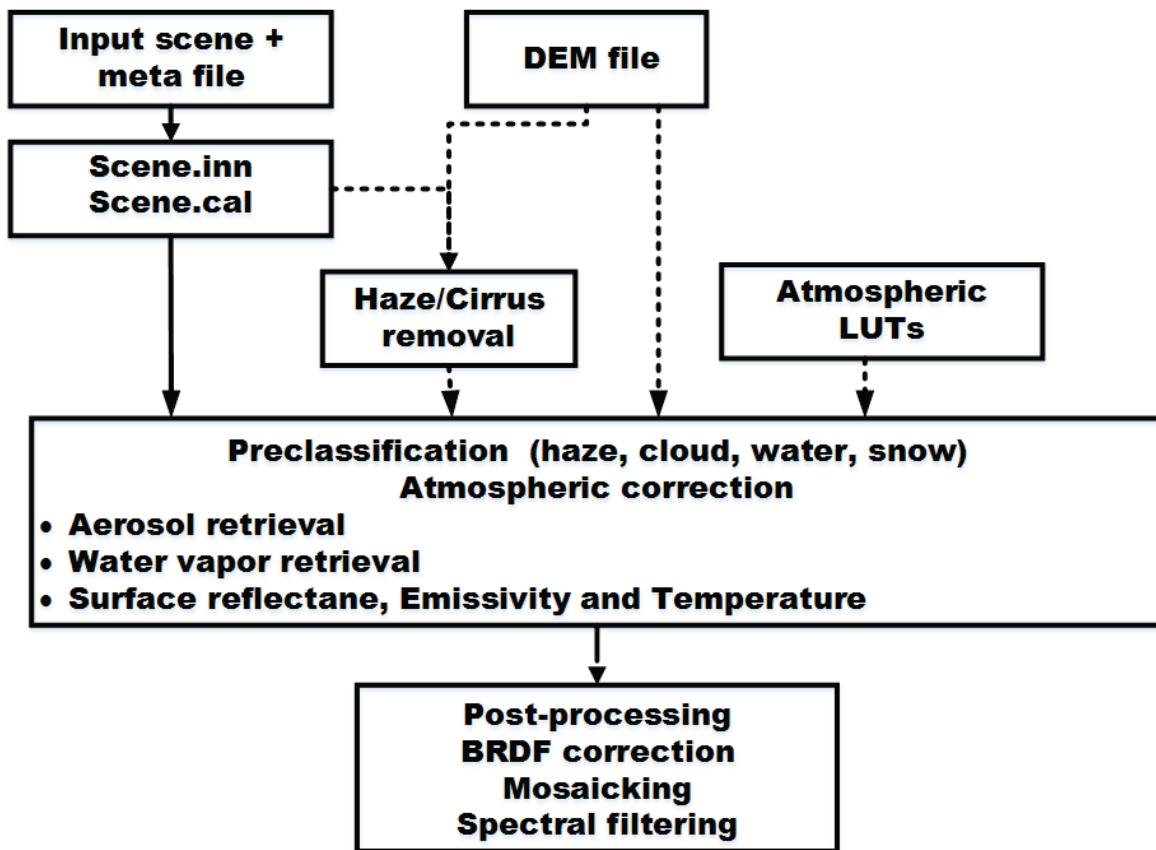 Input scene +
meta file
DEM file
Scene.inn
Scene.cal
Haze/Cirrus
removal
Atmospheric
LUTs
Preclassification (haze, cloud, water, snow)
Atmospheric correction
• Aerosol retrieval
• Water vapor retrieval
• Surface reflectane, Emissivity and Temperature
Post-processing
BRDF correction
Mosaicking
Spectral filtering